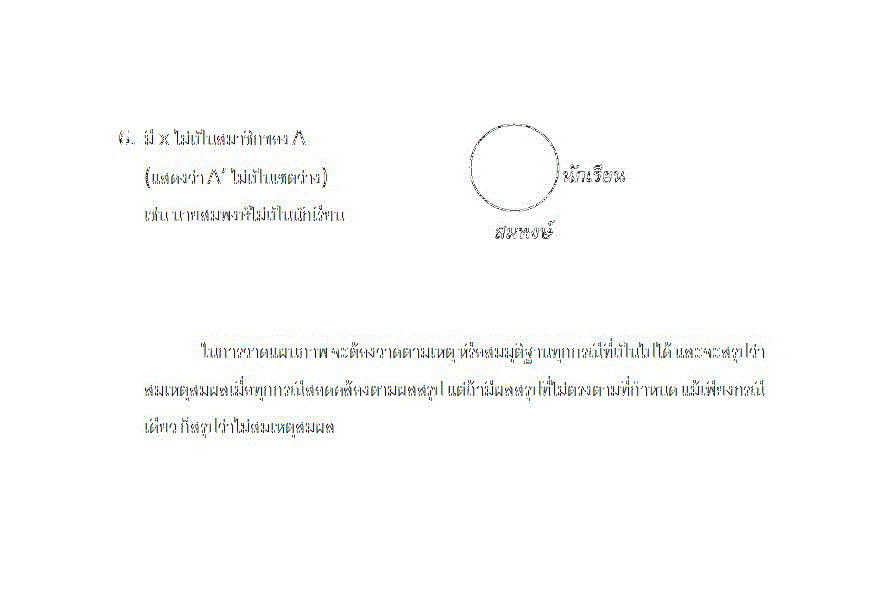 6. มี x ไม่เป็นสมาชิกของ A
(แสดงว่า A' ไม่เป็นเซตว่าง)
นักเรียน
เช่น นายสมพงษ์ไม่เป็นนักเรียน
สมพงษ์
ในการวาดแผนภาพ จะต้องวาดตามเหตุ หรือสมมุติฐานทุกกรณีที่เป็นไปได้ และจะสรุปว่า
สมเหตุสมผลเมื่อทุกกรณีสอดคล้องตามผลสรุป แต่ถ้ามีผลสรุปที่ไม่ตรงตามที่กำหนด แม้เพียงกรณี
เดียว ก็สรุปว่าไม่สมเหตุสมผล